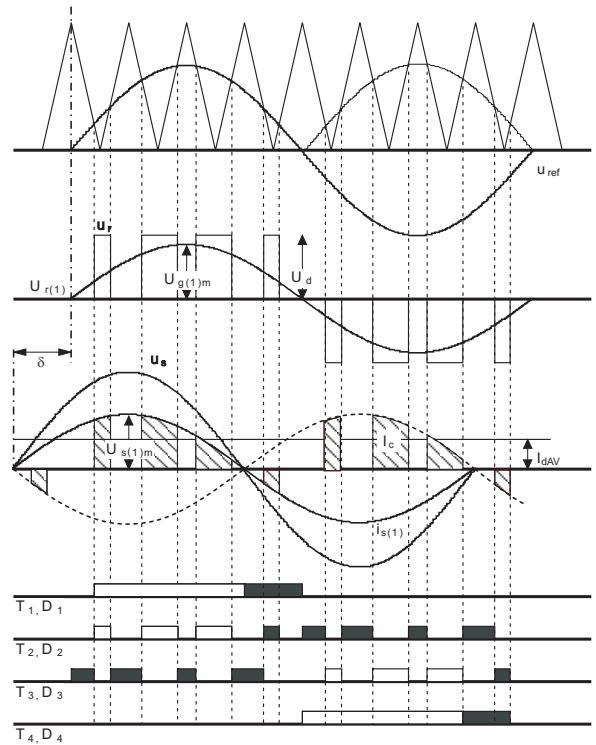 u ref
u r
U r(1)
U g(1)m
U d
δ
u s
U s(1)m
I c
I dAV
i s(1)
T 1, D 1
T 2, D 2
T 3, D 3
T 4, D 4